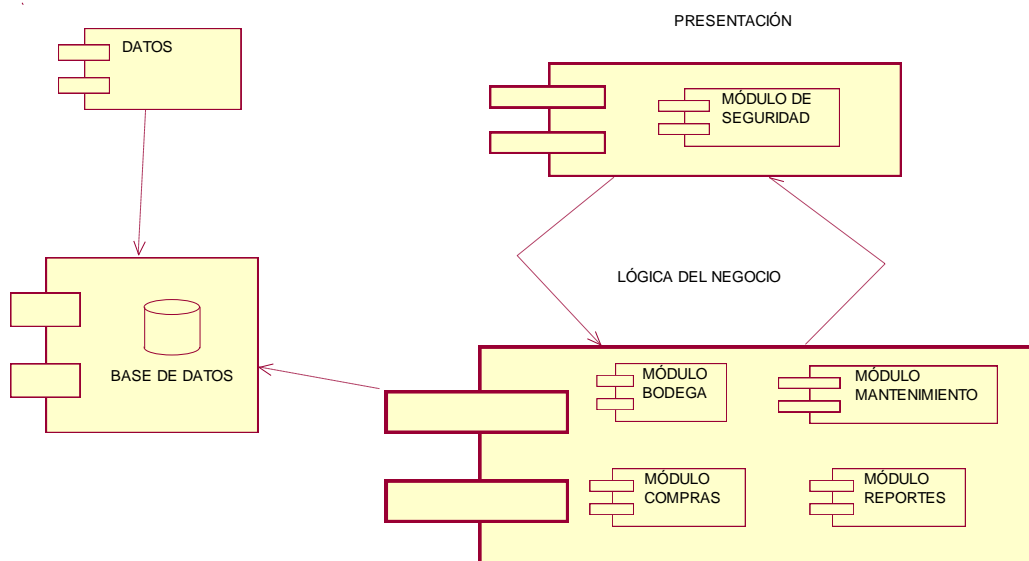 PRESENTACIÓN
DATOS
MÓDULO DE
SEGURIDAD
LÓGICA DEL NEGOCIO
BASE DE DATOS
MÓDULO
BODEGA
MÓDULO
MANTENIMIENTO
MÓDULO
COMPRAS
MÓDULO
REPORTES